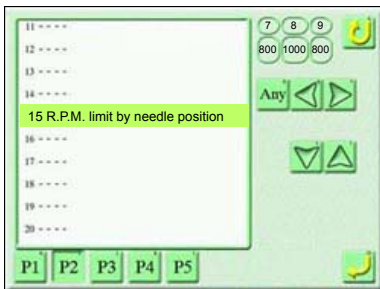 11 ----
12 ----
13 ----
14 ----
15 R.P.M. limit by needle position
16 ----
17 ----
18 ----
19 ----
20 ----
7 8 9
800 1000 800
Any
P1 P2 P3 P4 P5